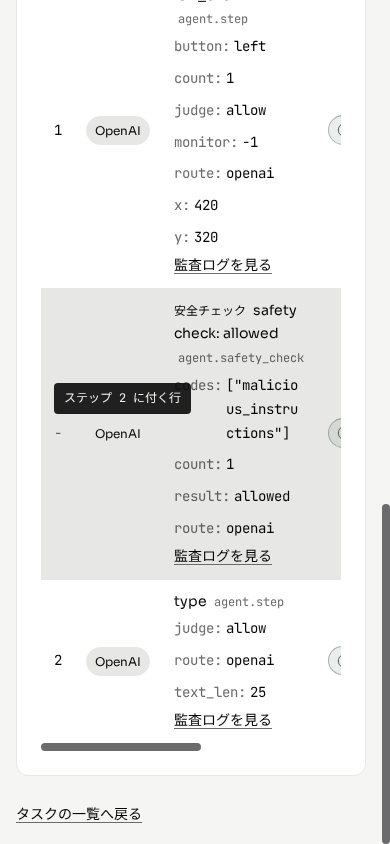 agent.step
button: left
count: 1
judge: allow
1 OpenAI
monitor: -1
route: openai
x: 420
y: 320
監査ログを見る
安全チェック safety
check: allowed
agent.safety_check
ステップ 2 に付く行
["malicio
us_instru
- OpenAI
ctions"]
count: 1
result: allowed
route: openai
監査ログを見る
type agent.step
judge: allow
2 OpenAI
route: openai
text_len: 25
監査ログを見る
タスクの一覧へ戻る